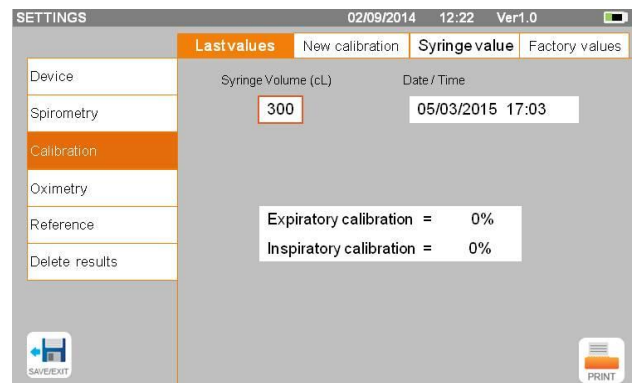 SETTINGS 02/09/2014 12:22 Ver1.0
Lastvalues New calibration Syringe value Factory values
Device
Spirometry
Calibration
Oximetry
Reference
Delete results
Syringe Volume (cL) Date / Time
300 05/03/2015 17:03
Expiratory calibration = 0%
Inspiratory calibration = 0%
SAVE/EXIT
PRINT